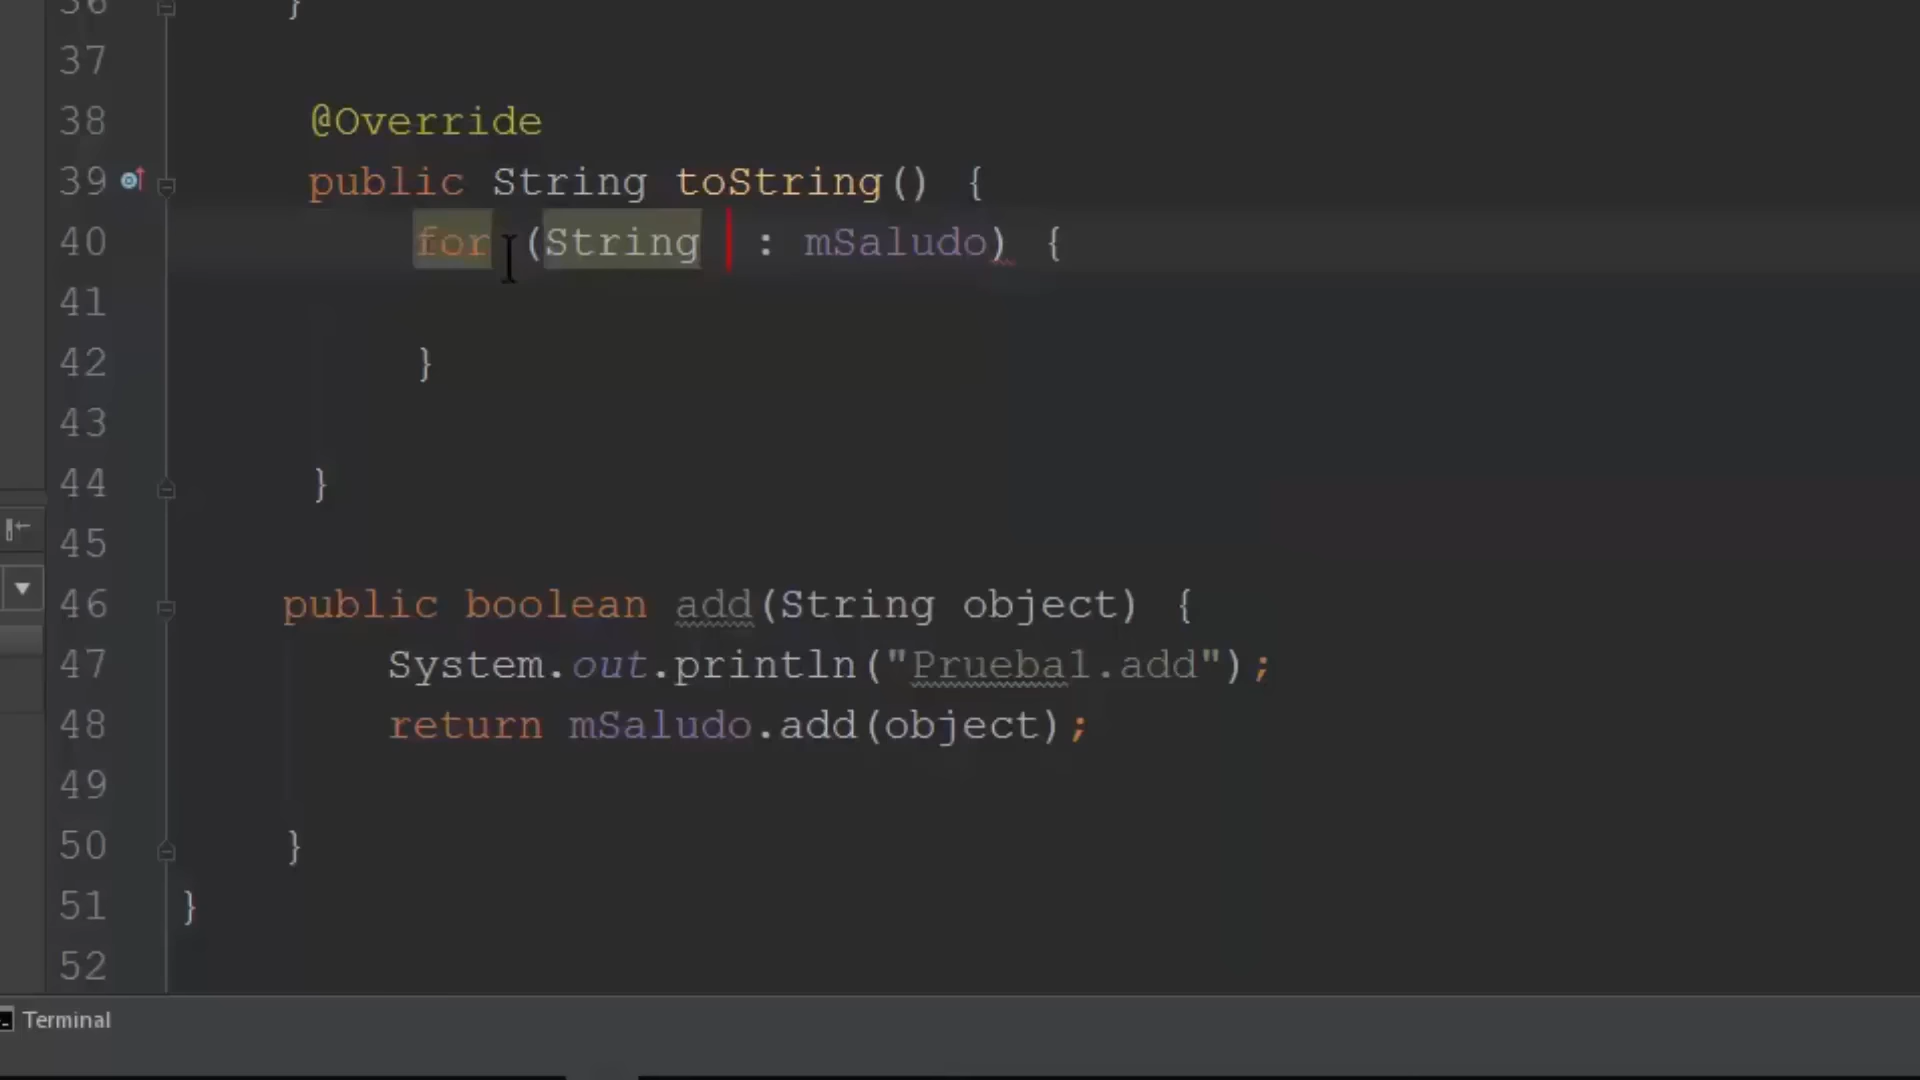 36 }
37
38 @Override
39 public String toString() {
40 for (String : mSaludo) {
41
42 }
43
44 }
45
46 public boolean add(String object) {
47 System.out.println("Prueba1.add");
48 return mSaludo.add(object);
49
50 }
51 }
52
Terminal